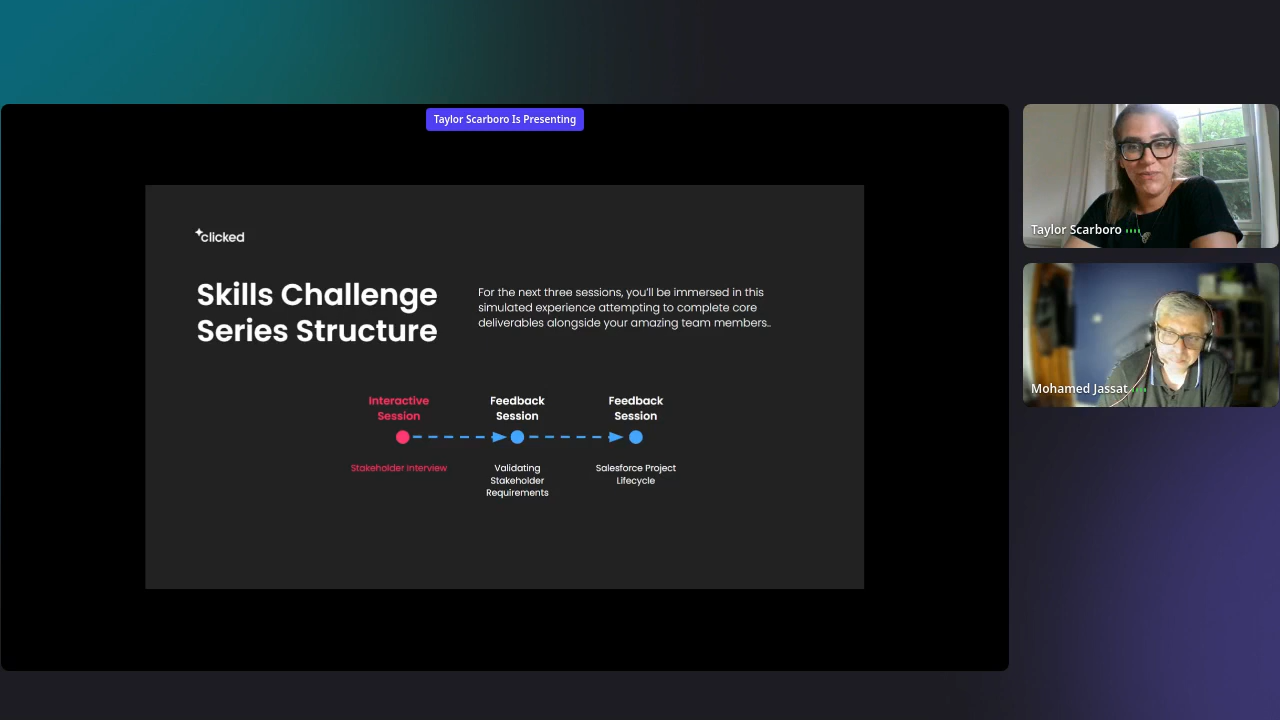 Taylor Scarboro Is Presenting
clicked
Skills Challenge
Series Structure
For the next three sessions, you'll be immersed in this
simulated experience attempting to complete core
deliverables alongside your amazing team members..
Interactive
Session
Stakeholder Interview
Feedback
Session
Validating
Stakeholder
Requirements
Feedback
Session
Salesforce Project
Lifecycle
Taylor Scarboro
Mohamed Jassat